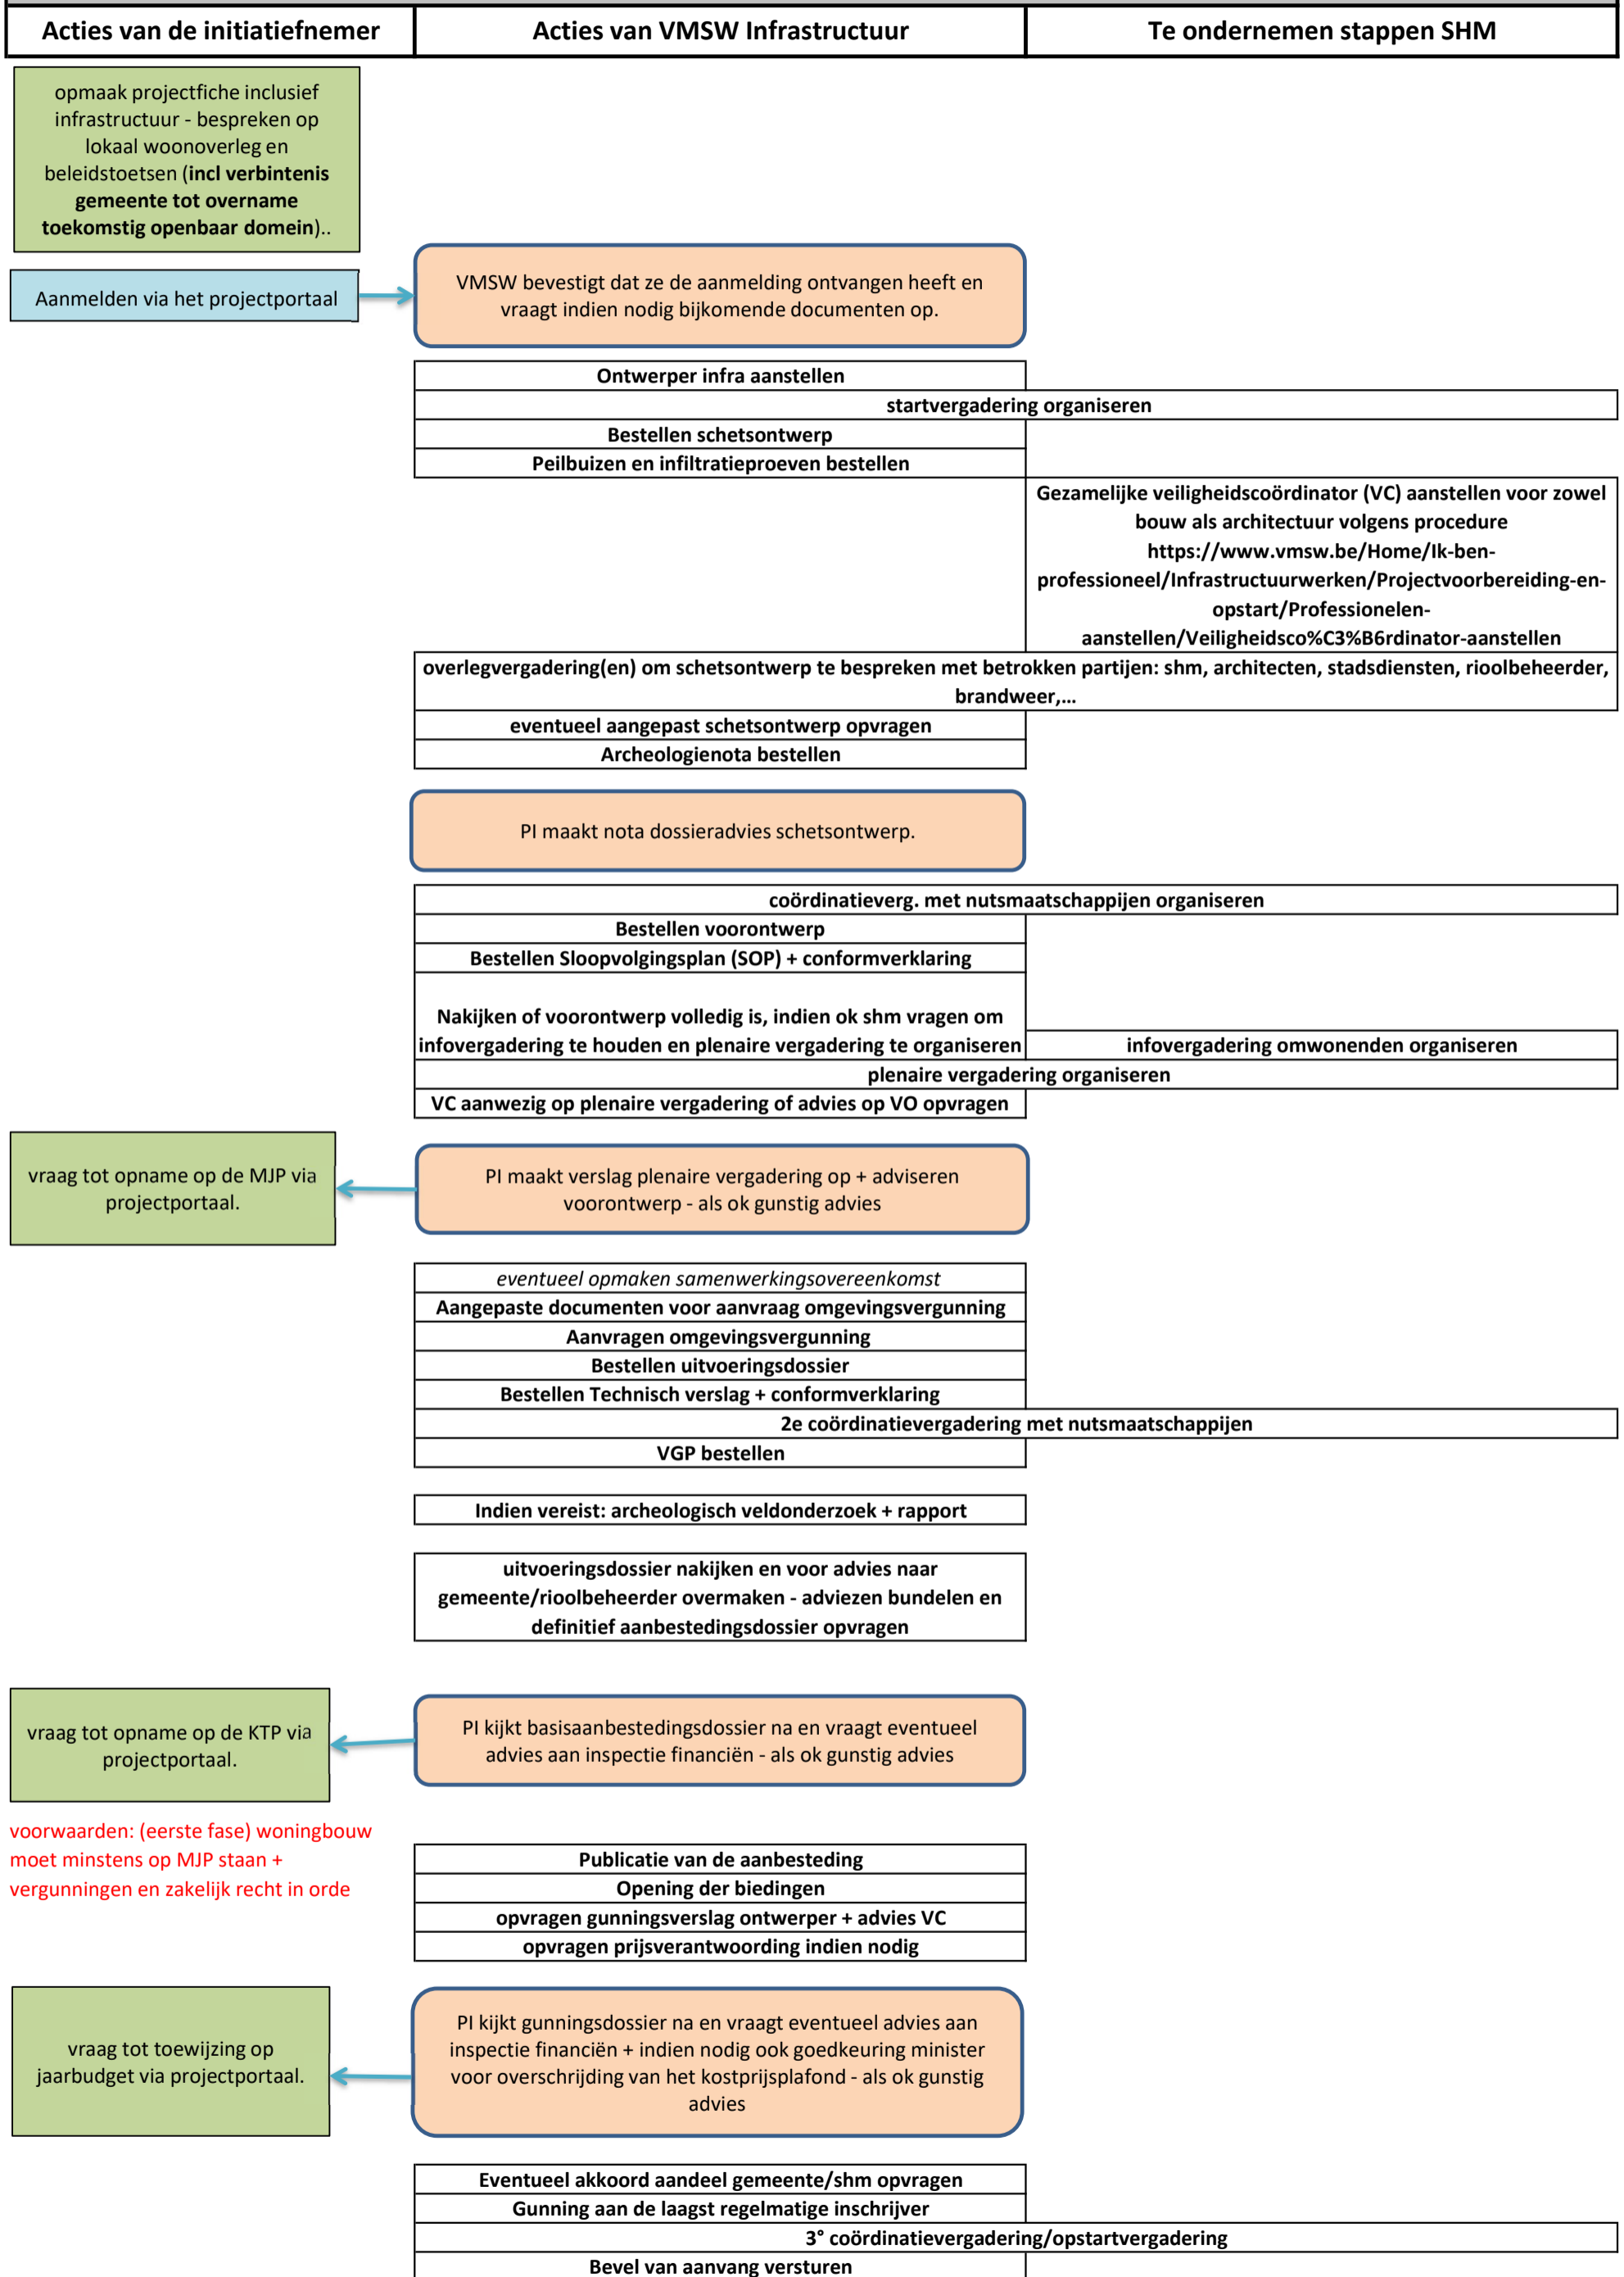 Acties van de initiatiefnemer
Acties van VMSW Infrastructuur
Te ondernemen stappen SHM
opmaak projectfiche inclusief
infrastructuur - bespreken op
lokaal woonoverleg en
beleidstoetsen (incl verbintenis
gemeente tot overname
toekomstig openbaar domein)..
Aanmelden via het projectportaal
VMSW bevestigt dat ze de aanmelding ontvangen heeft en
vraagt indien nodig bijkomende documenten op.
Ontwerper infra aanstellen
startvergadering organiseren
Bestellen schetsontwerp
Peilbuizen en infiltratieproeven bestellen
Gezamelijke veiligheidscoördinator (VC) aanstellen voor zowel
bouw als architectuur volgens procedure
https://www.vmsw.be/Home/Ik-ben-
professioneel/Infrastructuurwerken/Projectvoorbereiding-en-
opstart/Professionelen-
aanstellen/Veiligheidsco%C3%B6rdinator-aanstellen
overlegvergadering(en) om schetsontwerp te bespreken met betrokken partijen: shm, architecten, stadsdiensten, rioolbeheerder,
brandweer,...
eventueel aangepast schetsontwerp opvragen
Archeologienota bestellen
PI maakt nota dossieradvies schetsontwerp.
coördinatieverg. met nutsmaatschappijen organiseren
Bestellen voorontwerp
Bestellen Sloopvolgingsplan (SOP) + conformverklaring
Nakijken of voorontwerp volledig is, indien ok shm vragen om
infovergadering te houden en plenaire vergadering te organiseren
infovergadering omwonenden organiseren
plenaire vergadering organiseren
VC aanwezig op plenaire vergadering of advies op VO opvragen
vraag tot opname op de MJP via
projectportaal.
PI maakt verslag plenaire vergadering op + adviseren
voorontwerp - als ok gunstig advies
eventueel opmaken samenwerkingsovereenkomst
Aangepaste documenten voor aanvraag omgevingsvergunning
Aanvragen omgevingsvergunning
Bestellen uitvoeringsdossier
Bestellen Technisch verslag + conformverklaring
2e coördinatievergadering met nutsmaatschappijen
VGP bestellen
Indien vereist: archeologisch veldonderzoek + rapport
uitvoeringsdossier nakijken en voor advies naar
gemeente/rioolbeheerder overmaken - adviezen bundelen en
definitief aanbestedingsdossier opvragen
vraag tot opname op de KTP via
projectportaal.
PI kijkt basisaanbestedingsdossier na en vraagt eventueel
advies aan inspectie financiën - als ok gunstig advies
voorwaarden: (eerste fase) woningbouw
moet minstens op MJP staan +
vergunningen en zakelijk recht in orde
Publicatie van de aanbesteding
Opening der biedingen
opvragen gunningsverslag ontwerper + advies VC
opvragen prijsverantwoording indien nodig
vraag tot toewijzing op
jaarbudget via projectportaal.
PI kijkt gunningsdossier na en vraagt eventueel advies aan
inspectie financiën + indien nodig ook goedkeuring minister
voor overschrijding van het kostprijsplafond - als ok gunstig
advies
Eventueel akkoord aandeel gemeente/shm opvragen
Gunning aan de laagst regelmatige inschrijver
3° coördinatievergadering/opstartvergadering
Bevel van aanvang versturen